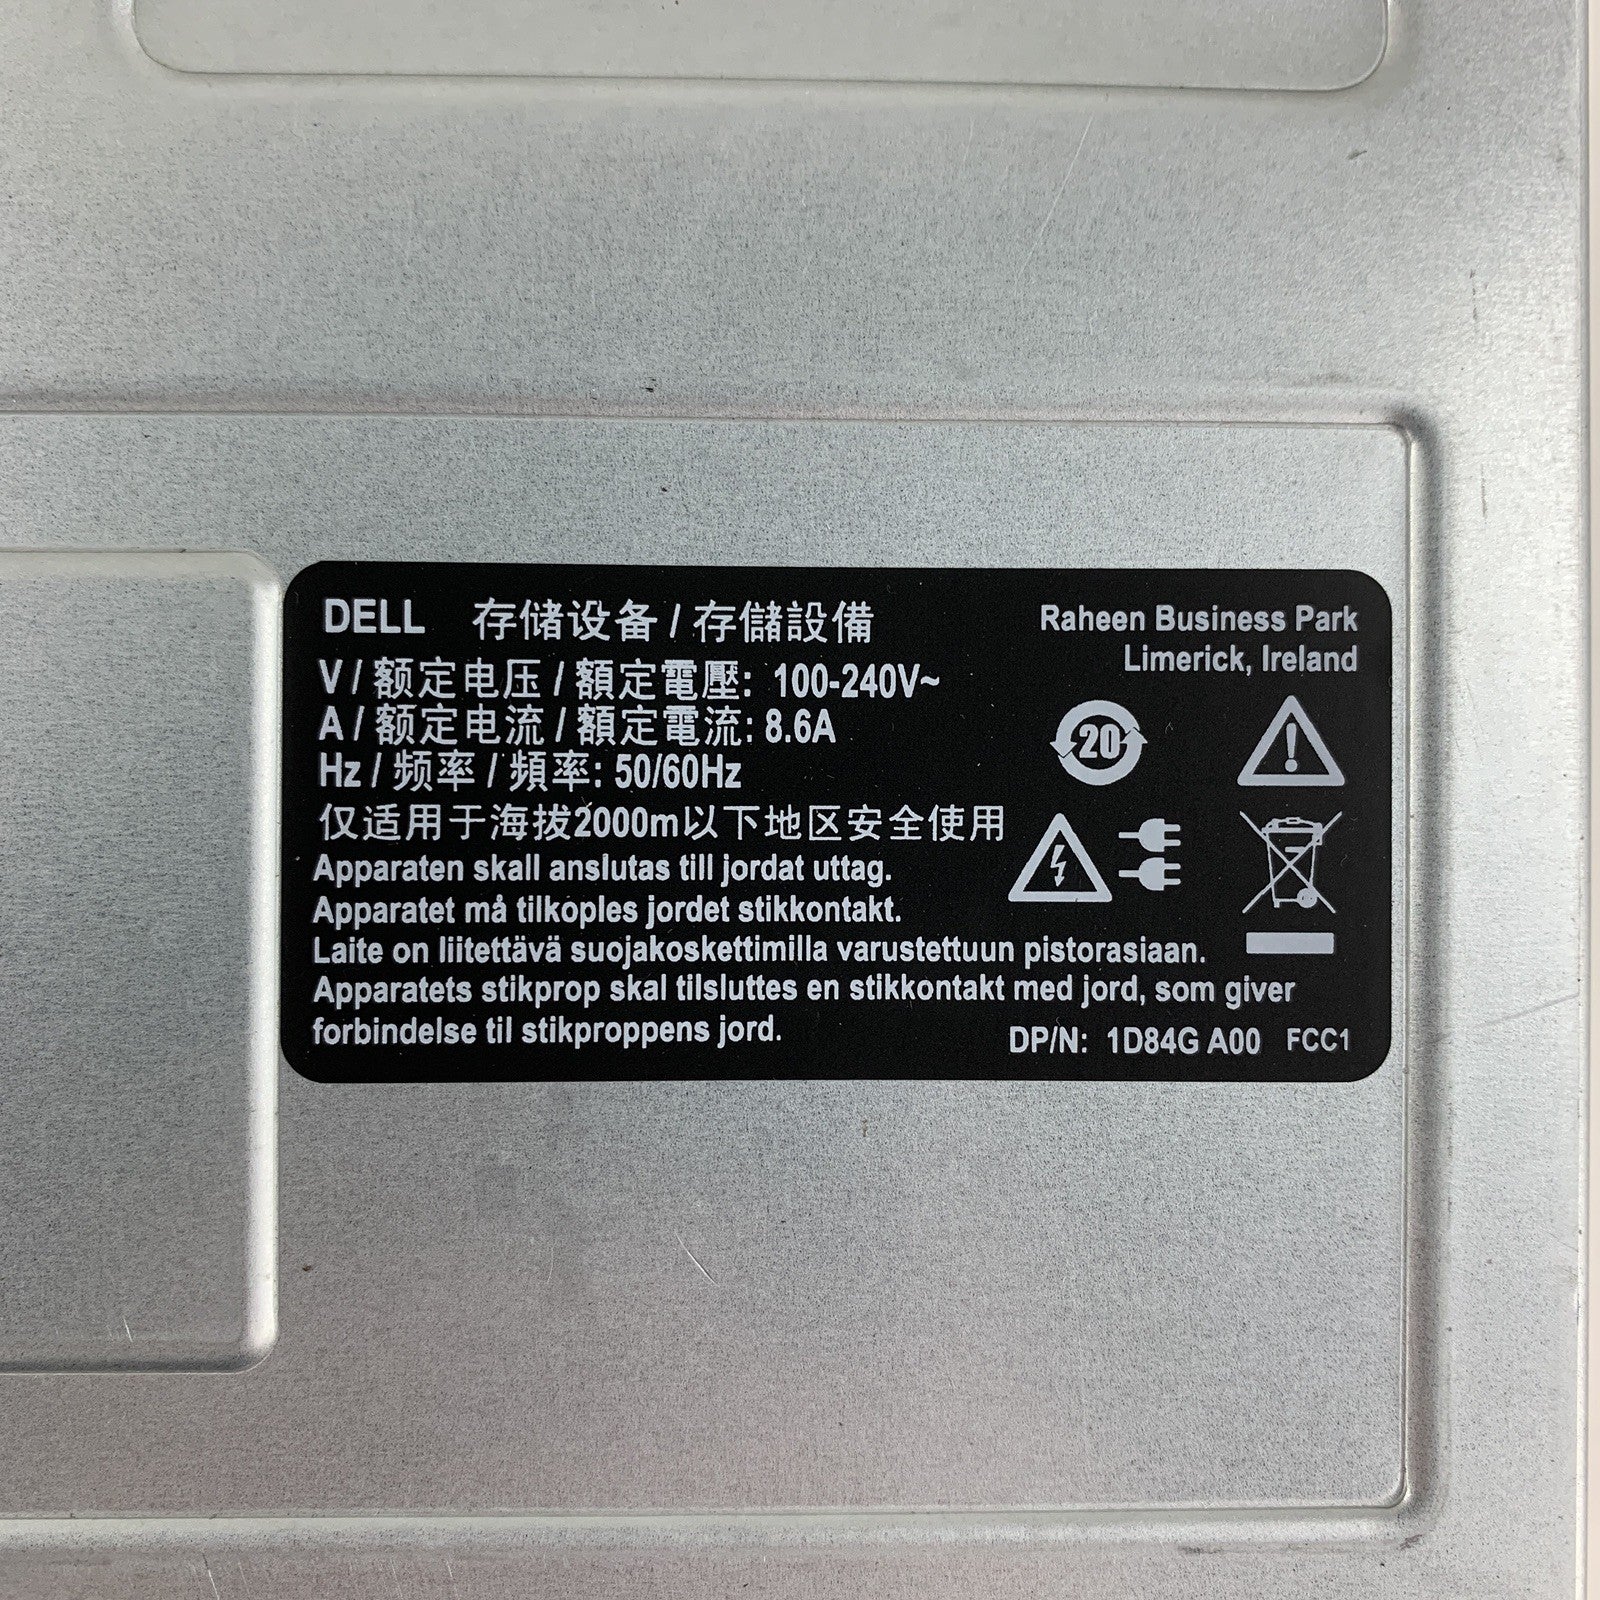 DELL 存储设备 / 存儲設備
Raheen Business Park
Limerick, Ireland
V / 额定电压 / 額定電壓: 100-240V~
A / 额定电流 / 額定電流: 8.6A
Hz / 频率 / 頻率: 50/60Hz
20
仅适用于海拔2000m以下地区安全使用
Apparaten skall anslutas till jordat uttag.
Apparatet må tilkoples jordet stikkontakt.
Laite on liitettävä suojakoskettimilla varustettuun pistorasiaan.
Apparatets stikprop skal tilsluttes en stikkontakt med jord, som giver
forbindelse til stikproppens jord.
DP/N: 1D84G A00 FCC1